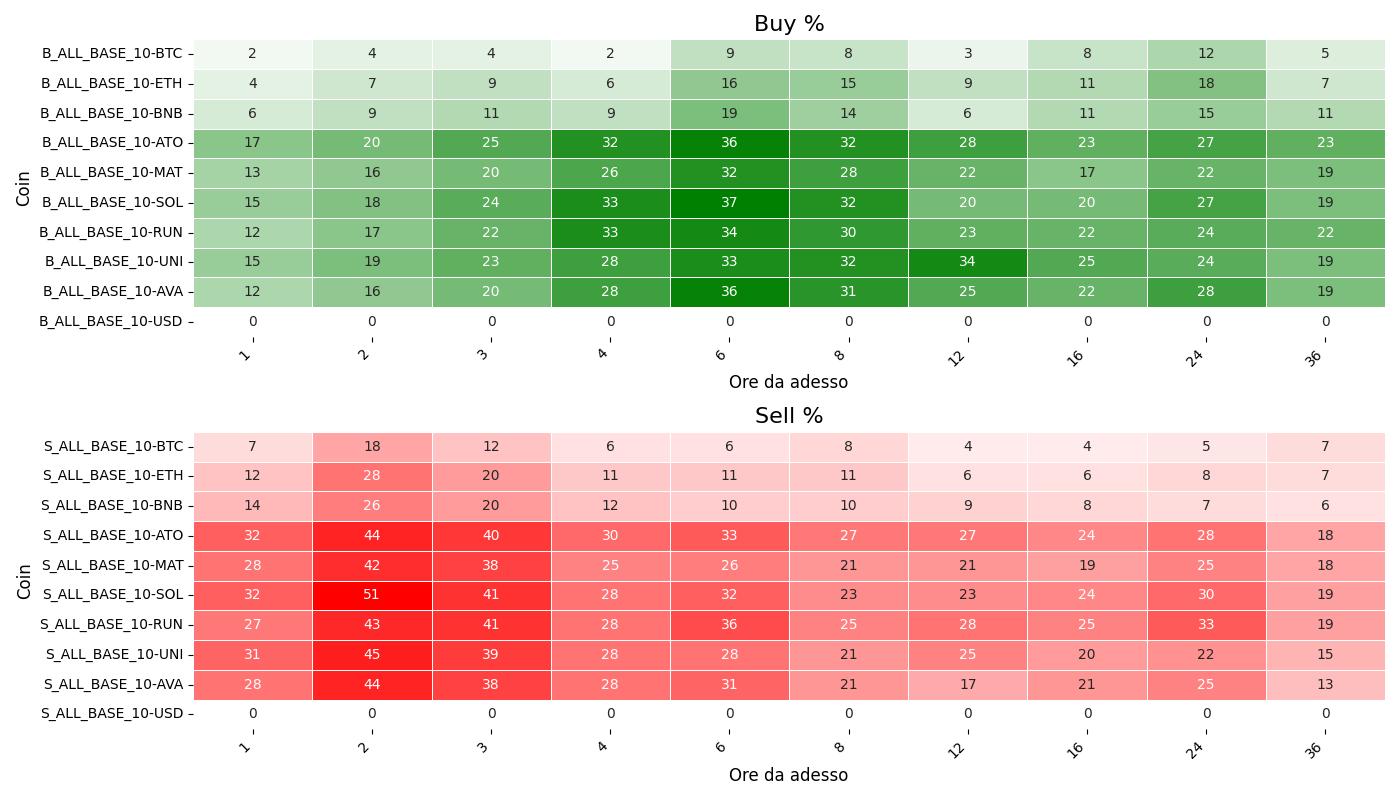 Buy %
Coin
B_ALL_BASE_10-BTC 2 4 4 2 9 8 3 8 12 5
B_ALL_BASE_10-ETH 4 7 9 6 16 15 9 11 18 7
B_ALL_BASE_10-BNB 6 9 11 9 19 14 6 11 15 11
B_ALL_BASE_10-ATO 17 20 25 32 36 32 28 23 27 23
B_ALL_BASE_10-MAT 13 16 20 26 32 28 22 17 22 19
B_ALL_BASE_10-SOL 15 18 24 33 37 32 20 20 27 19
B_ALL_BASE_10-RUN 12 17 22 33 34 30 23 22 24 22
B_ALL_BASE_10-UNI 15 19 23 28 33 32 34 25 24 19
B_ALL_BASE_10-AVA 12 16 20 28 36 31 25 22 28 19
B_ALL_BASE_10-USD 0 0 0 0 0 0 0 0 0 0
1 2 3 4 6 8 12 16 24 36
Ore da adesso
Sell %
Coin
S_ALL_BASE_10-BTC 7 18 12 6 6 8 4 4 5 7
S_ALL_BASE_10-ETH 12 28 20 11 11 11 6 6 8 7
S_ALL_BASE_10-BNB 14 26 20 12 10 10 9 8 7 6
S_ALL_BASE_10-ATO 32 44 40 30 33 27 27 24 28 18
S_ALL_BASE_10-MAT 28 42 38 25 26 21 21 19 25 18
S_ALL_BASE_10-SOL 32 51 41 28 32 23 23 24 30 19
S_ALL_BASE_10-RUN 27 43 41 28 36 25 28 25 33 19
S_ALL_BASE_10-UNI 31 45 39 28 28 21 25 20 22 15
S_ALL_BASE_10-AVA 28 44 38 28 31 21 17 21 25 13
S_ALL_BASE_10-USD 0 0 0 0 0 0 0 0 0 0
1 2 3 4 6 8 12 16 24 36
Ore da adesso